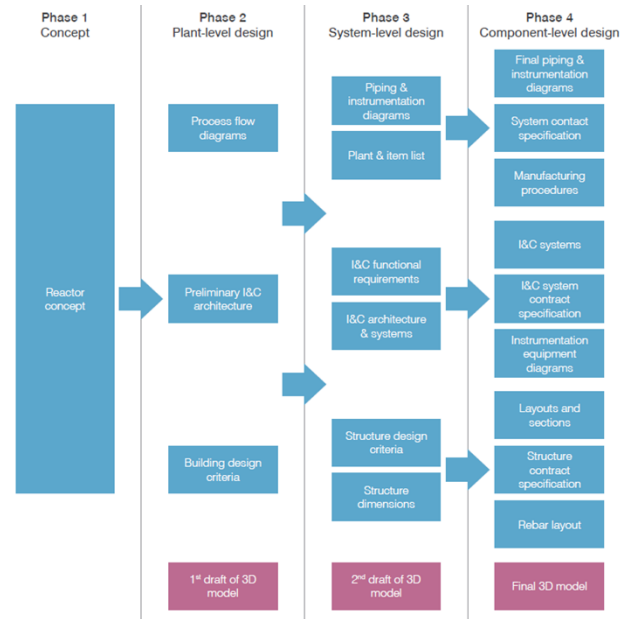 Phase 1
Concept
Phase 2
Plant-level design
Phase 3
System-level design
Phase 4
Component-level design
Reactor
concept
Process flow
diagrams
Preliminary I&C
architecture
Building design
criteria
1st draft of 3D
model
Piping &
instrumentation
diagrams
Plant & item list
I&C functional
requirements
I&C architecture
& systems
Structure design
criteria
Structure
dimensions
2nd draft of 3D
model
Final piping &
instrumentation
diagrams
System contact
specification
Manufacturing
procedures
I&C systems
I&C system
contract
specification
Instrumentation
equipment
diagrams
Layouts and
sections
Structure
contract
specification
Rebar layout
Final 3D model